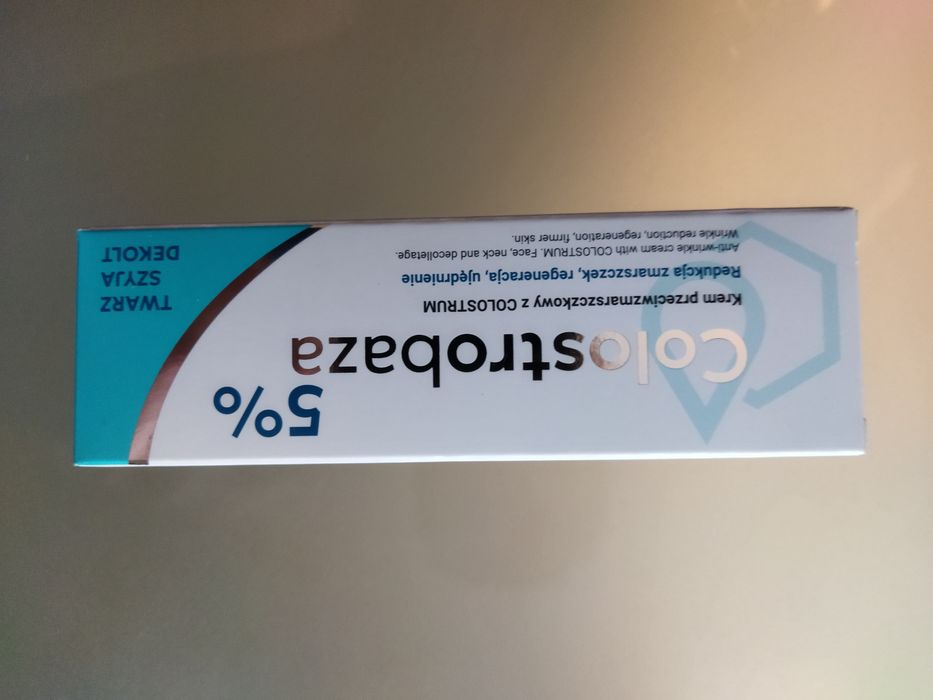 5%
Colostrobaza
Krem przeciwzmarszczkowy z COLOSTRUM
Redukcja zmarszczek, regeneracja, ujędrnienie
Anti-wrinkle cream with COLOSTRUM. Face, neck and decolletage.
Wrinkle reduction, regeneration, firmer skin.
TWARZ
SZYJA
DEKOLT